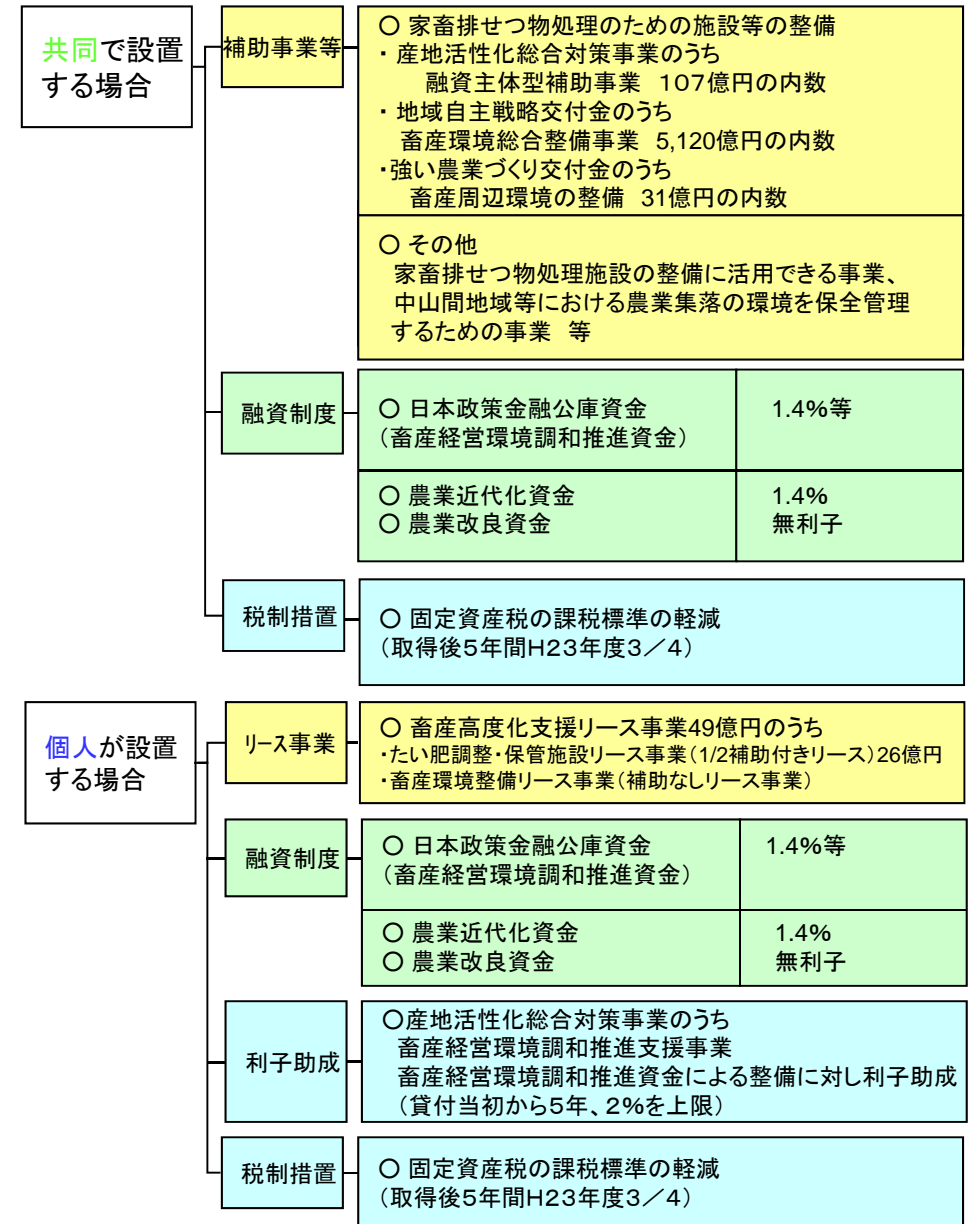 共同で設置
する場合
補助事業等
○ 家畜排せつ物処理のための施設等の整備
・ 産地活性化総合対策事業のうち
融資主体型補助事業 107億円の内数
・ 地域自主戦略交付金のうち
畜産環境総合整備事業 5,120億円の内数
・強い農業づくり交付金のうち
畜産周辺環境の整備 31億円の内数
○ その他
家畜排せつ物処理施設の整備に活用できる事業、
中山間地域等における農業集落の環境を保全管理
するための事業 等
融資制度
○ 日本政策金融公庫資金 1.4%等
（畜産経営環境調和推進資金）
○ 農業近代化資金 1.4%
○ 農業改良資金 無利子
税制措置
○ 固定資産税の課税標準の軽減
（取得後5年間H23年度3／4）
個人が設置
する場合
リース事業
○ 畜産高度化支援リース事業49億円のうち
・たい肥調整・保管施設リース事業（1/2補助付きリース）26億円
・畜産環境整備リース事業（補助なしリース事業）
融資制度
○ 日本政策金融公庫資金 1.4%等
（畜産経営環境調和推進資金）
○ 農業近代化資金 1.4%
○ 農業改良資金 無利子
利子助成
○産地活性化総合対策事業のうち
畜産経営環境調和推進支援事業
畜産経営環境調和推進資金による整備に対し利子助成
（貸付当初から5年、2%を上限）
税制措置
○ 固定資産税の課税標準の軽減
（取得後5年間H23年度3／4）